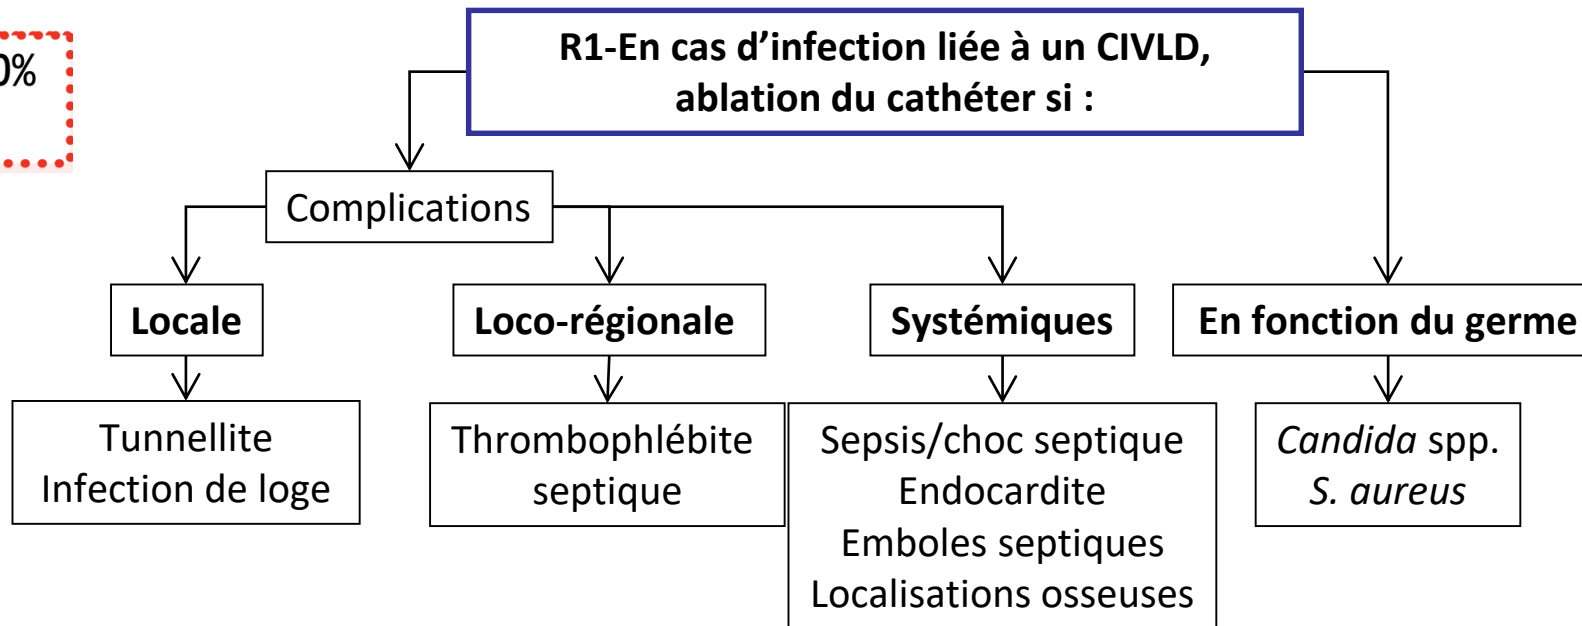 0%
R1-En cas d’infection liée à un CIVLD,
ablation du cathéter si :
Complications
Locale
Loco-régionale
Systémiques
En fonction du germe
Tunnellite
Infection de loge
Thrombophlébite
septique
Sepsis/choc septique
Endocardite
Emboles septiques
Localisations osseuses
Candida spp.
S. aureus